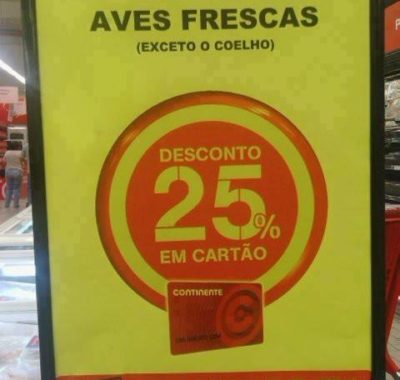 AVES FRESCAS
(EXCETO O COELHO)
DESCONTO
25%
EM CARTÃO
CONTINENTE
C